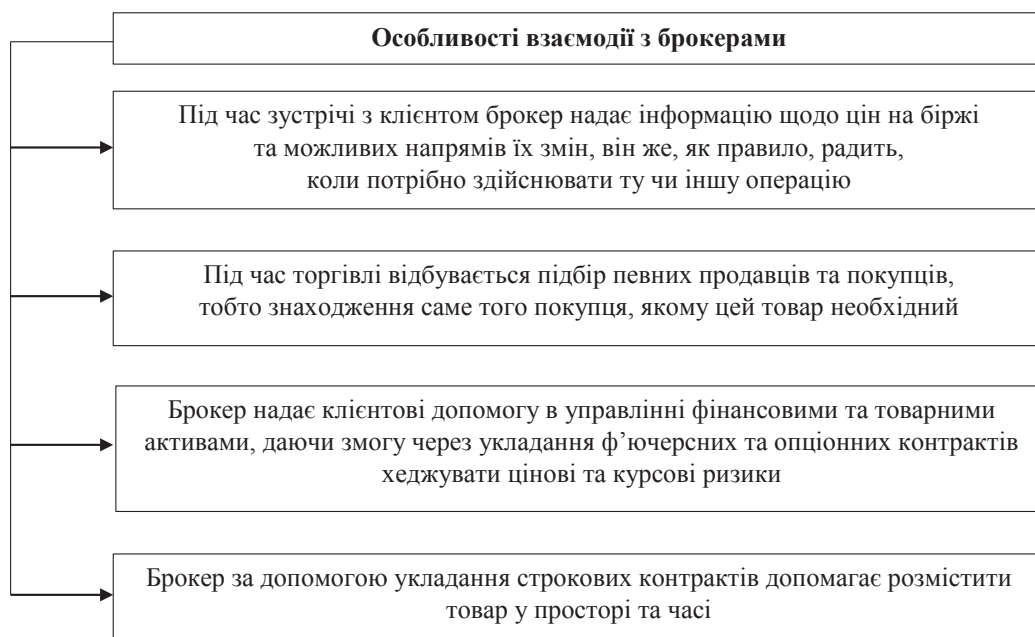 Особливості взаємодії з брокерами
Під час зустрічі з клієнтом брокер надає інформацію щодо цін на біржі
та можливих напрямів їх змін, він же, як правило, радить,
коли потрібно здійснювати ту чи іншу операцію
Під час торгівлі відбувається підбір певних продавців та покупців,
тобто знаходження саме того покупця, якому цей товар необхідний
Брокер надає клієнтові допомогу в управлінні фінансовими та товарними
активами, даючи змогу через укладання ф’ючерсних та опціонних контрактів
хеджувати цінові та курсові ризики
Брокер за допомогою укладання строкових контрактів допомагає розмістити
товар у просторі та часі